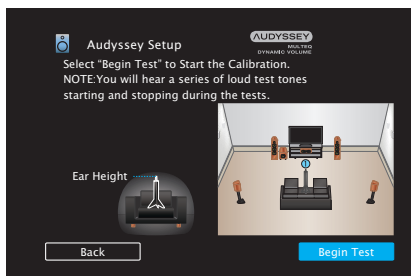 Audyssey Setup
AUDYSSEY
MULTEQ
DYNAMIC VOLUME
Select “Begin Test” to Start the Calibration.
NOTE:You will hear a series of loud test tones
starting and stopping during the tests.
Ear Height
Back
Begin Test